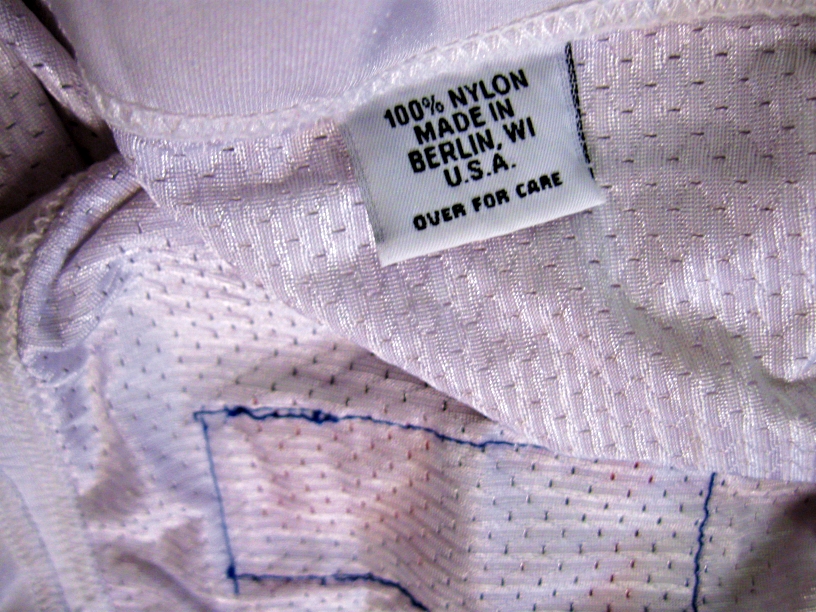 100% NYLON
MADE IN
BERLIN, WI
U.S.A.
OVER FOR CARE